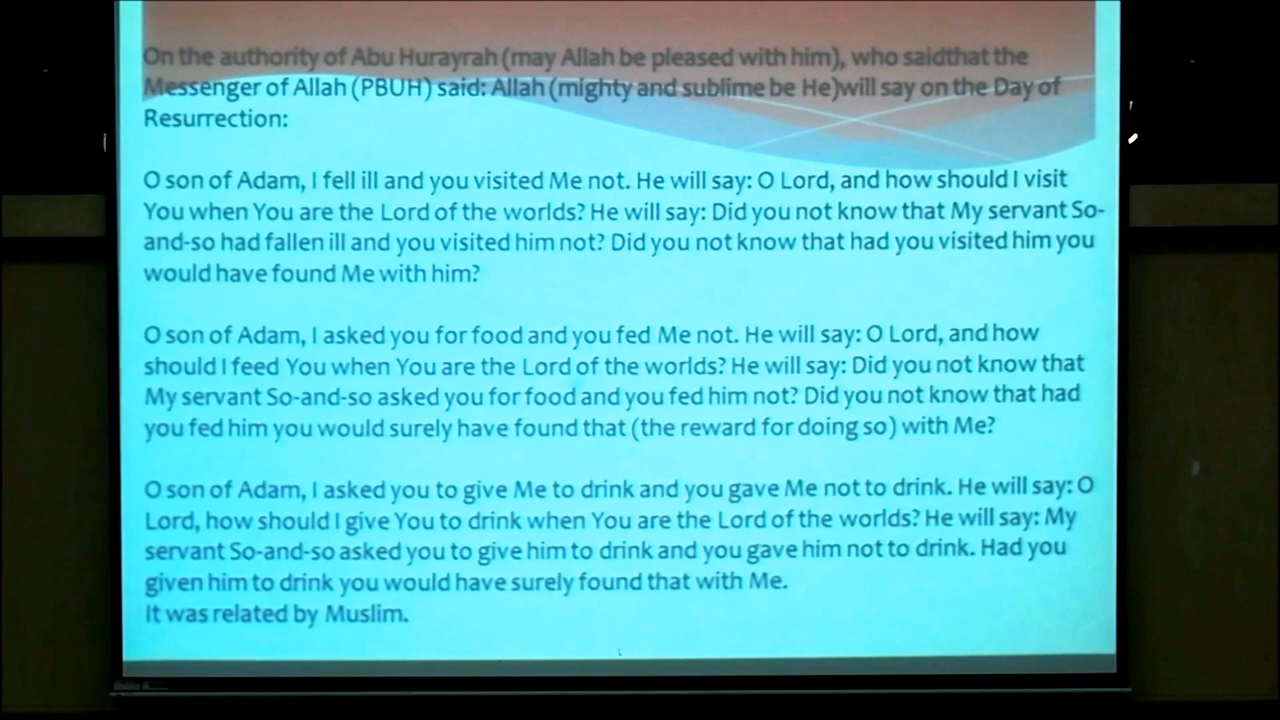 On the authority of Abu Hurayrah (may Allah be pleased with him), who saidthat the
Messenger of Allah (PBUH) said: Allah (mighty and sublime be He)will say on the Day of
Resurrection:
O son of Adam, I fell ill and you visited Me not. He will say: O Lord, and how should I visit
You when You are the Lord of the worlds? He will say: Did you not know that My servant So-
and-so had fallen ill and you visited him not? Did you not know that had you visited him you
would have found Me with him?
O son of Adam, I asked you for food and you fed Me not. He will say: O Lord, and how
should I feed You when You are the Lord of the worlds? He will say: Did you not know that
My servant So-and-so asked you for food and you fed him not? Did you not know that had
you fed him you would surely have found that (the reward for doing so) with Me?
O son of Adam, I asked you to give Me to drink and you gave Me not to drink. He will say: O
Lord, how should I give You to drink when You are the Lord of the worlds? He will say: My
servant So-and-so asked you to give him to drink and you gave him not to drink. Had you
given him to drink you would have surely found that with Me.
It was related by Muslim.